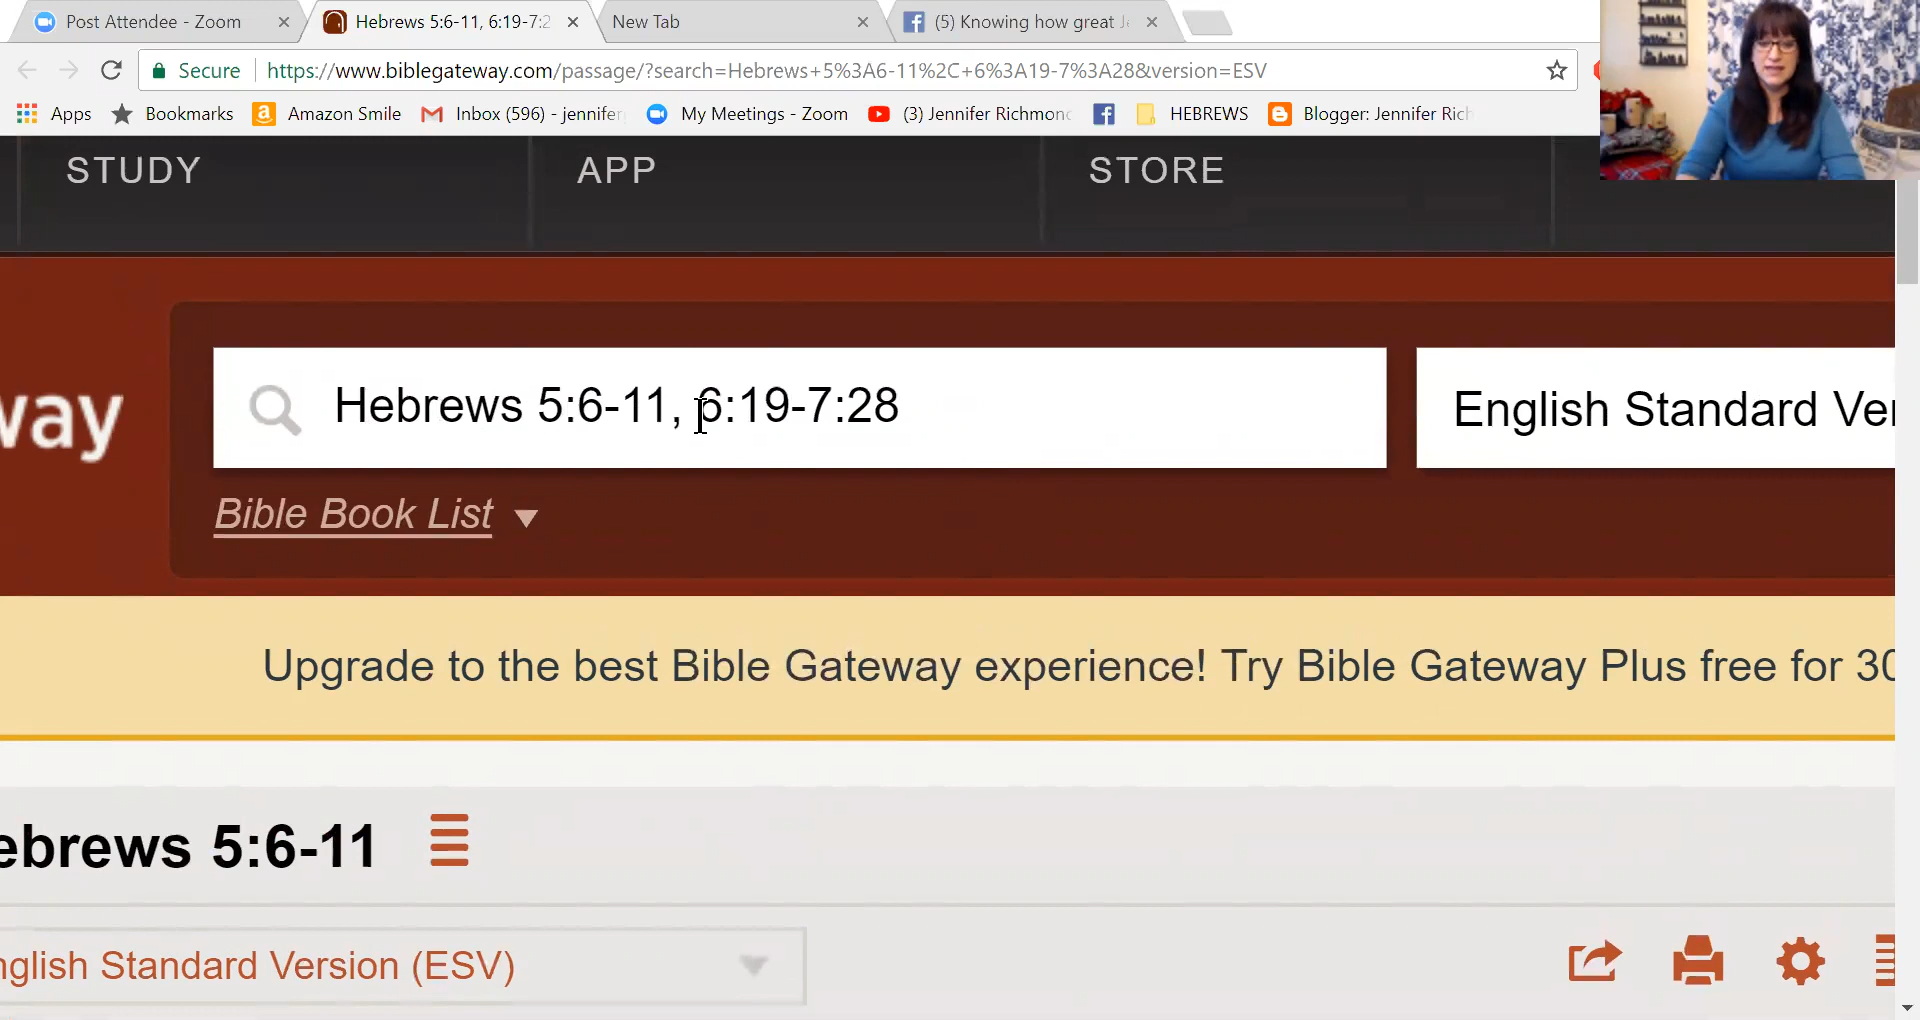 Post Attendee - Zoom
Hebrews 5:6-11, 6:19-7:2
New Tab
(5) Knowing how great J
Secure
https://www.biblegateway.com/passage/?search=Hebrews+5%3A6-11%2C+6%3A19-7%3A28&version=ESV
Apps
Bookmarks
Amazon Smile
Inbox (596) - jennifer
My Meetings - Zoom
(3) Jennifer Richmond
HEBREWS
Blogger: Jennifer Rich
STUDY
APP
STORE
way
Hebrews 5:6-11, 6:19-7:28
English Standard Ver
Bible Book List
Upgrade to the best Bible Gateway experience! Try Bible Gateway Plus free for 30
ebrews 5:6-11
nglish Standard Version (ESV)